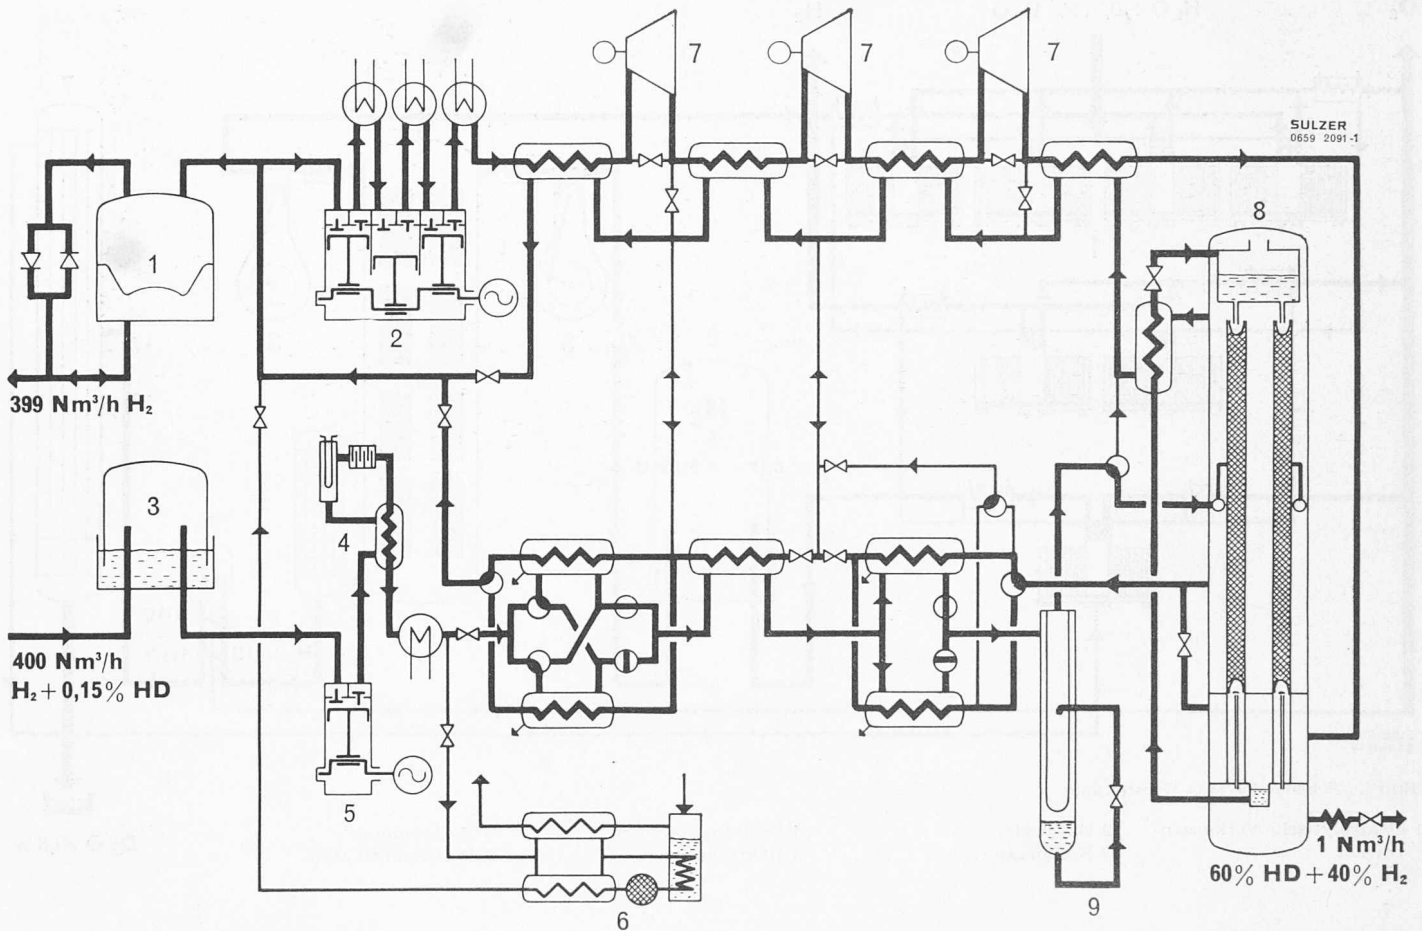 7
7
7
SULZER
0659 2091-1
8
1
2
399 Nm³/h H₂
3
4
400 Nm³/h
H₂ + 0,15% HD
5
1 Nm³/h
60% HD + 40% H₂
6
9